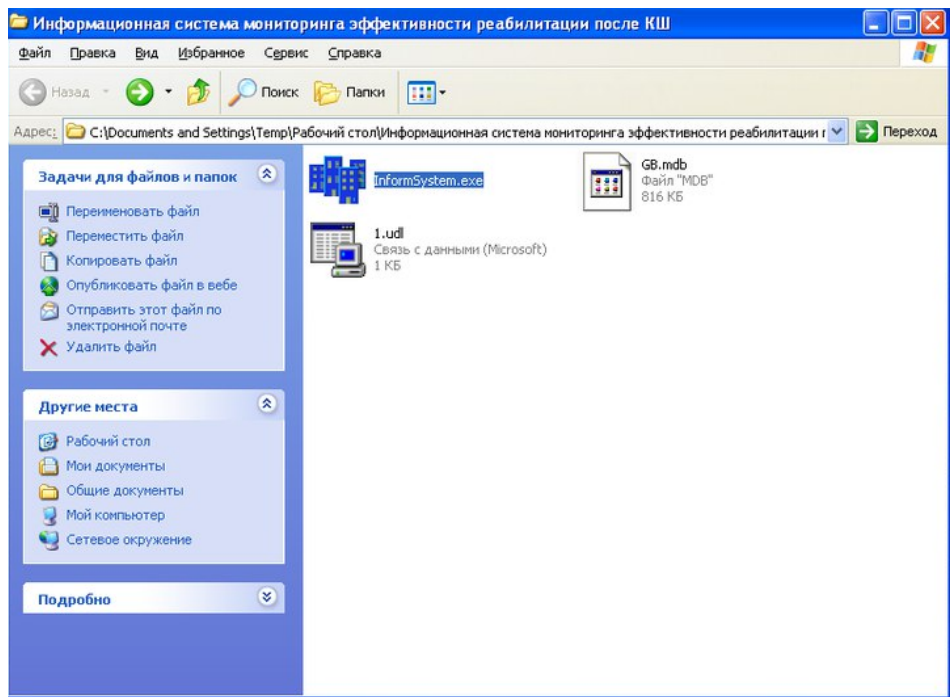 Информационная система мониторинга эффективности реабилитации после КШ
Файл Правка Вид Избранное Сервис Справка
Назад Поиск Папки
Адрес: C:\Documents and Settings\Temp\Рабочий стол\Информационная система мониторинга эффективности реабилитации г Переход
Задачи для файлов и папок
Переименовать файл
Переместить файл
Копировать файл
Опубликовать файл в вебе
Отправить этот файл по
электронной почте
Удалить файл
Другие места
Рабочий стол
Мои документы
Общие документы
Мой компьютер
Сетевое окружение
Подробно
InformSystem.exe
GB.mdb
Файл "MDB"
816 КБ
1.udl
Связь с данными (Microsoft)
1 КБ